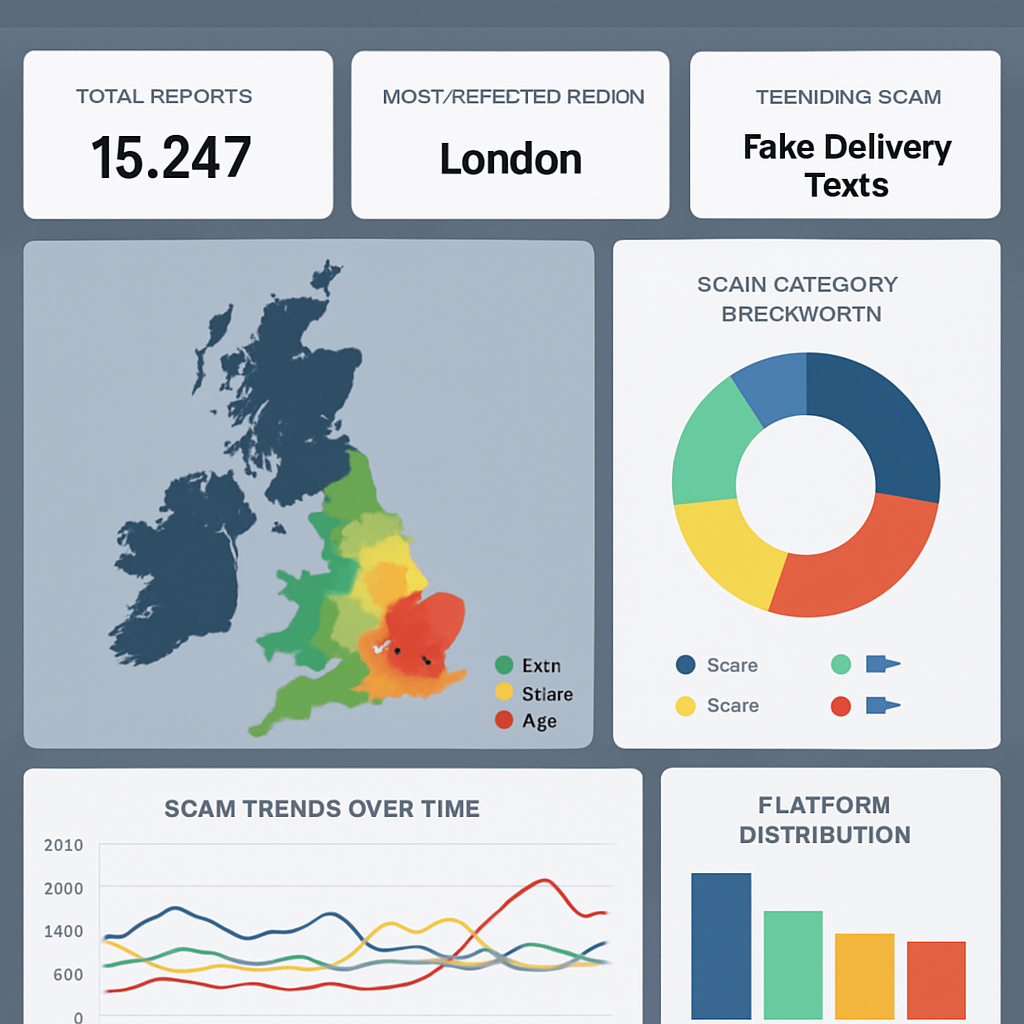 TOTAL REPORTS
15.247
MOST/REFECTED REDION
London
TEENIDING SCAM
Fake Delivery
Texts
Extn
Stlare
Age
SCAIN CATEGORY
BRECKWORTN
Scare
Scare
SCAM TRENDS OVER TIME
2010
2000
1400
600
0
FLATFORM
DISTRIBUTION